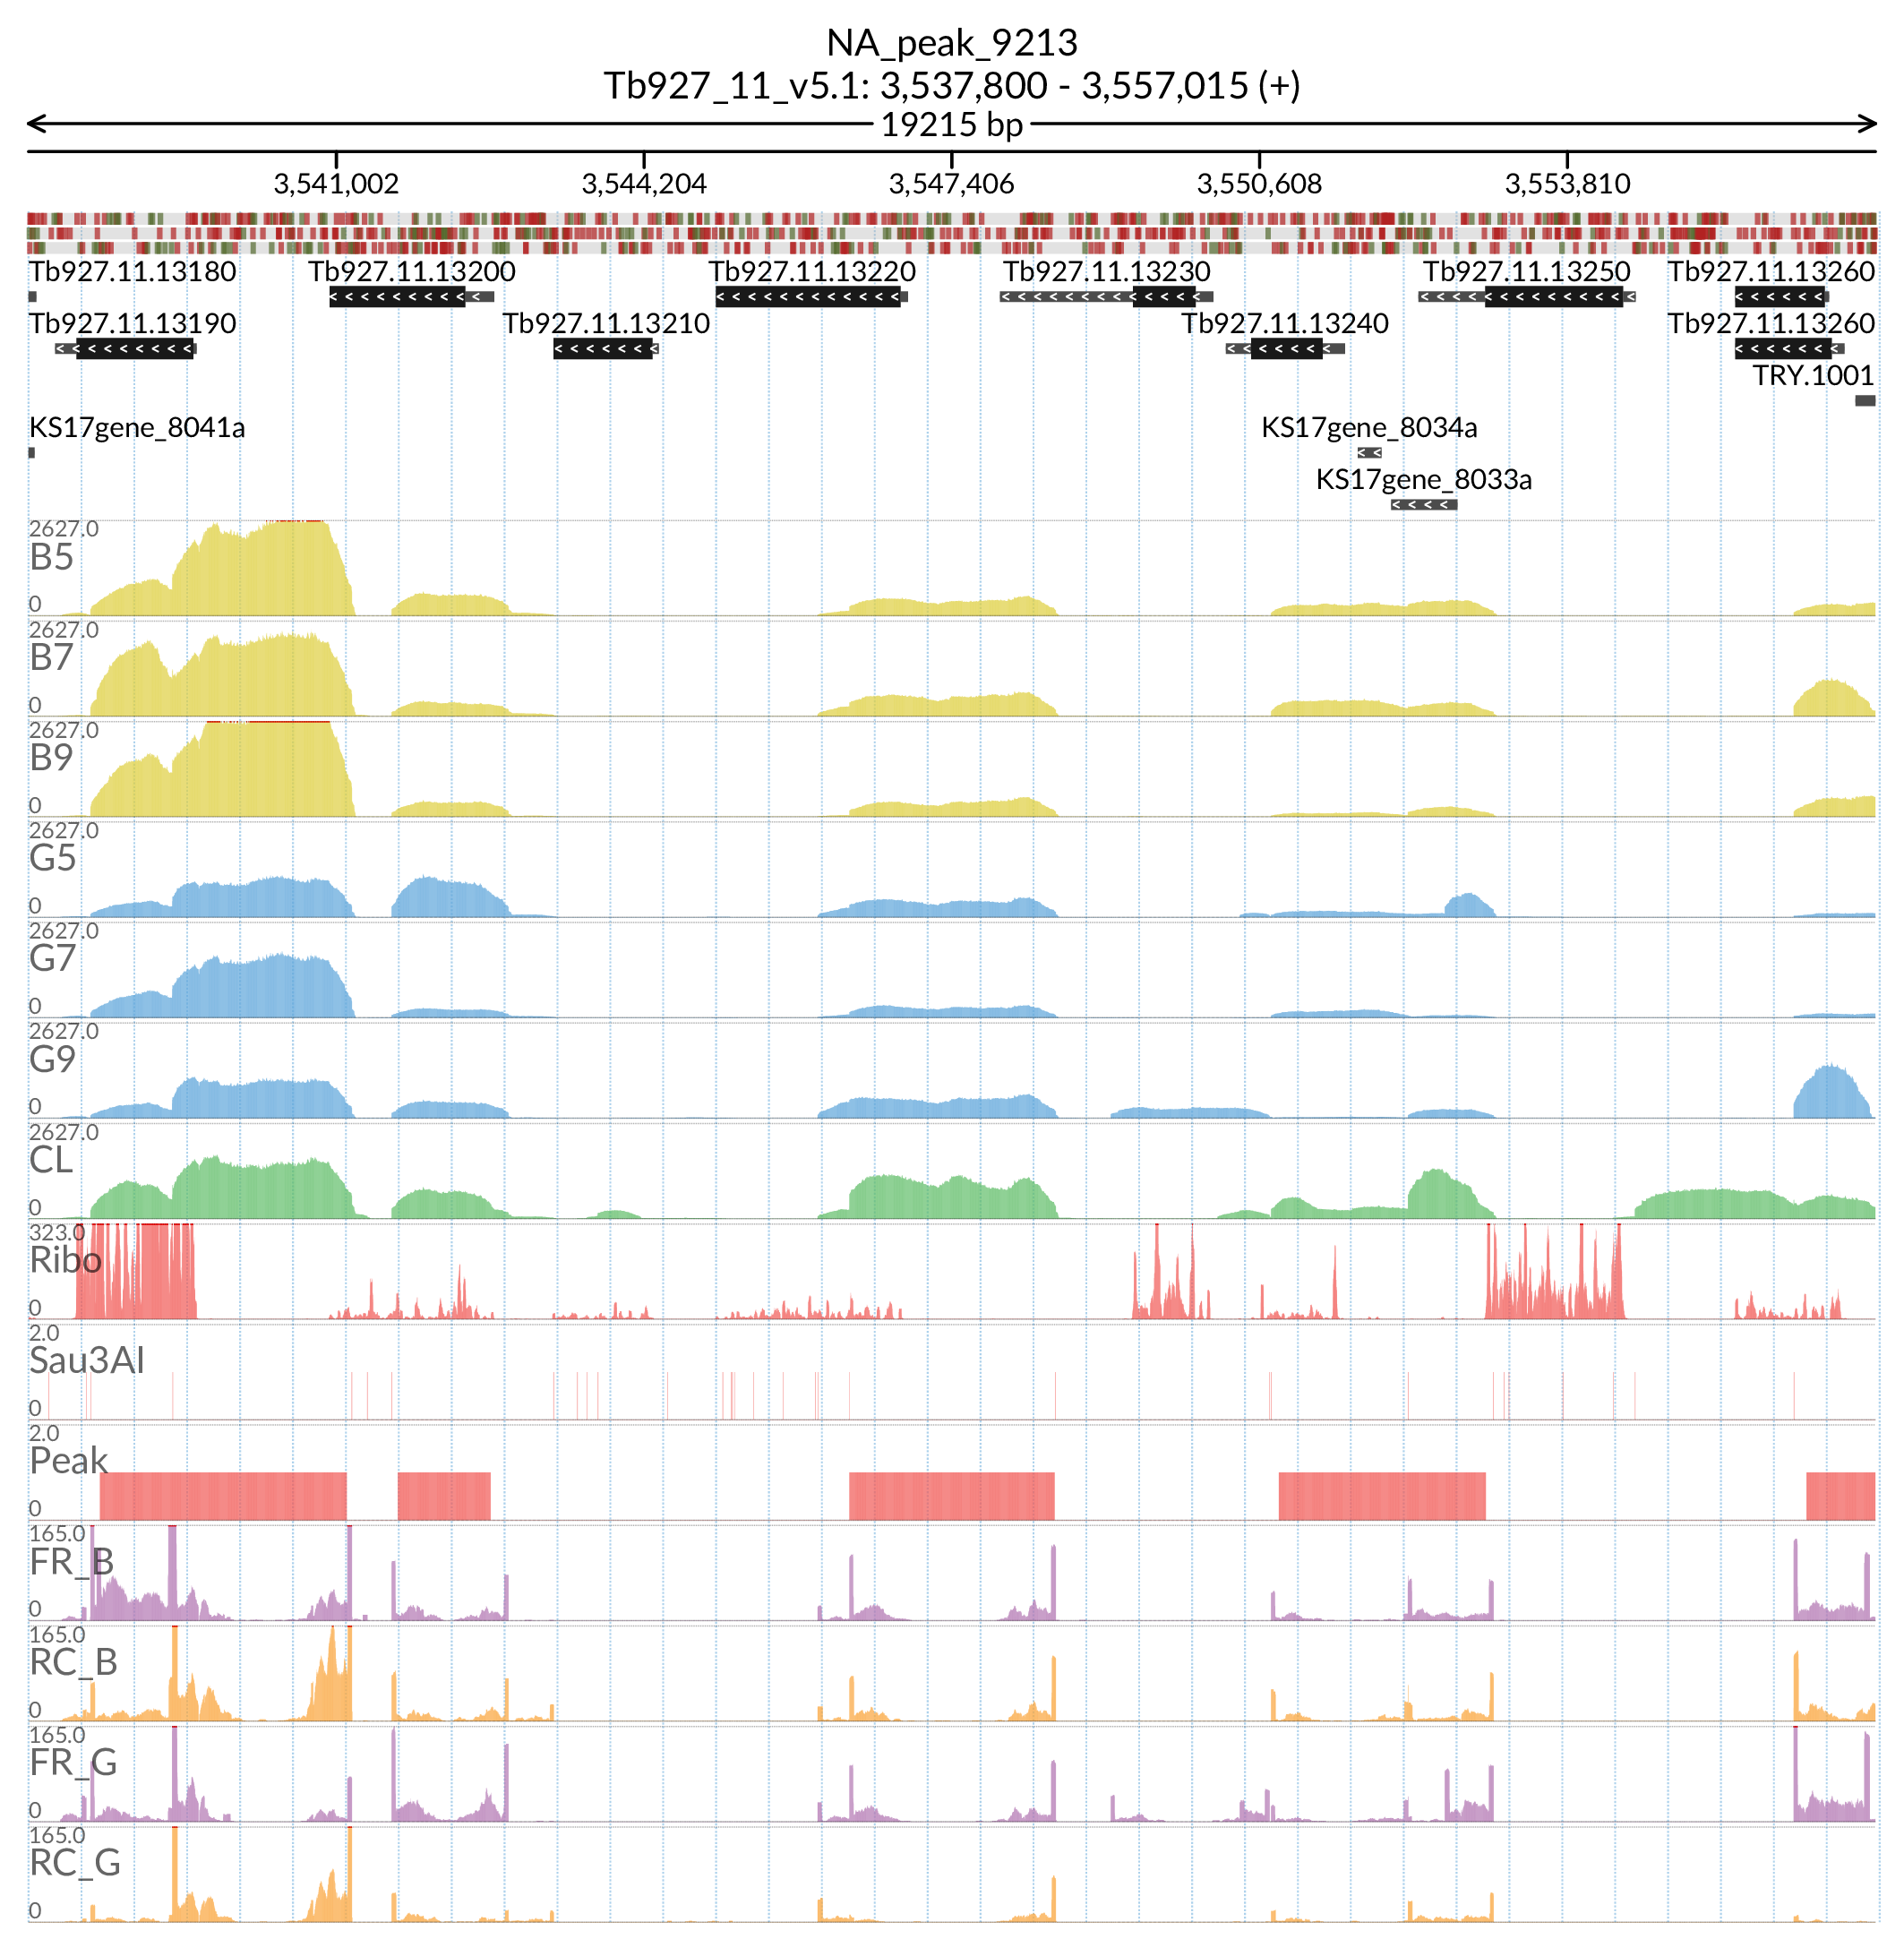 NA_peak_9213
Tb927_11_v5.1: 3,537,800 - 3,557,015 (+)
19215 bp
3,541,002 3,544,204 3,547,406 3,550,608 3,553,810
Tb927.11.13180 Tb927.11.13200 Tb927.11.13220 Tb927.11.13230 Tb927.11.13250 Tb927.11.13260
Tb927.11.13190 Tb927.11.13210 Tb927.11.13240 Tb927.11.13260
TRY.1001
KS17gene_8041a KS17gene_8034a
KS17gene_8033a
2627.0
B5
0
2627.0
B7
0
2627.0
B9
0
2627.0
G5
0
2627.0
G7
0
2627.0
G9
0
2627.0
CL
0
323.0
Ribo
0
2.0
Sau3AI
0
2.0
Peak
0
165.0
FR_B
0
165.0
RC_B
0
165.0
FR_G
0
165.0
RC_G
0